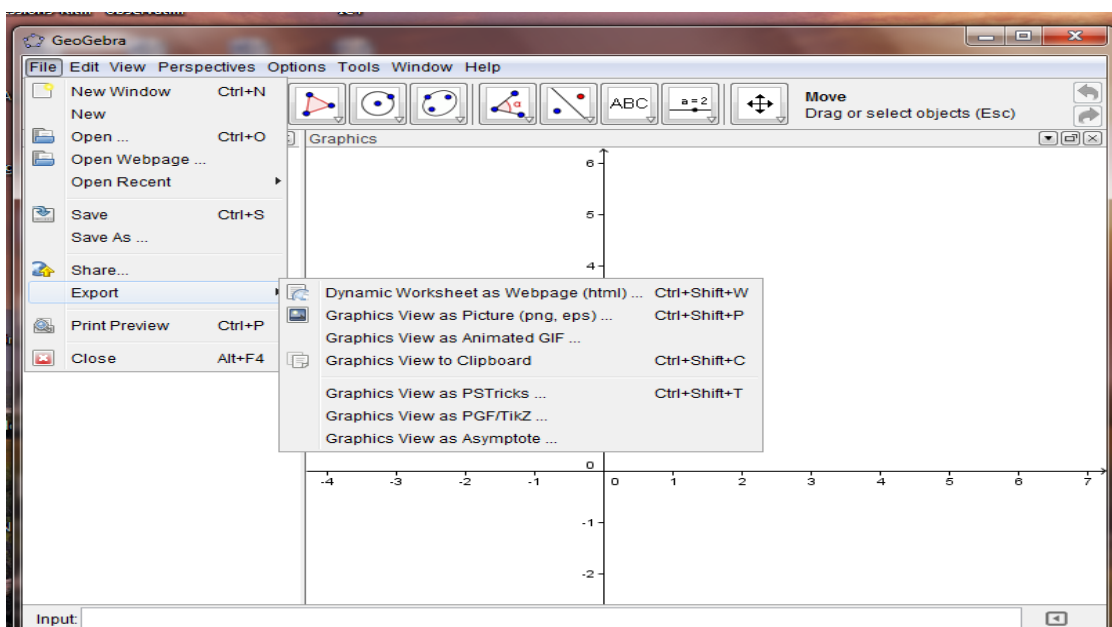 GeoGebra
File Edit View Perspectives Options Tools Window Help
New Window Ctrl+N
New
Open ... Ctrl+O
Open Webpage ...
Open Recent
Save Ctrl+S
Save As ...
Share...
Export
Print Preview Ctrl+P
Close Alt+F4
ABC
a=2
Move
Drag or select objects (Esc)
Graphics
Dynamic Worksheet as Webpage (html) ... Ctrl+Shift+W
Graphics View as Picture (png, eps) ... Ctrl+Shift+P
Graphics View as Animated GIF ...
Graphics View to Clipboard Ctrl+Shift+C
Graphics View as PSTricks ... Ctrl+Shift+T
Graphics View as PGF/TikZ ...
Graphics View as Asymptote ...
6
5
4
0
-4 -3 -2 -1 0 1 2 3 4 5 6 7
-1
-2
Input: